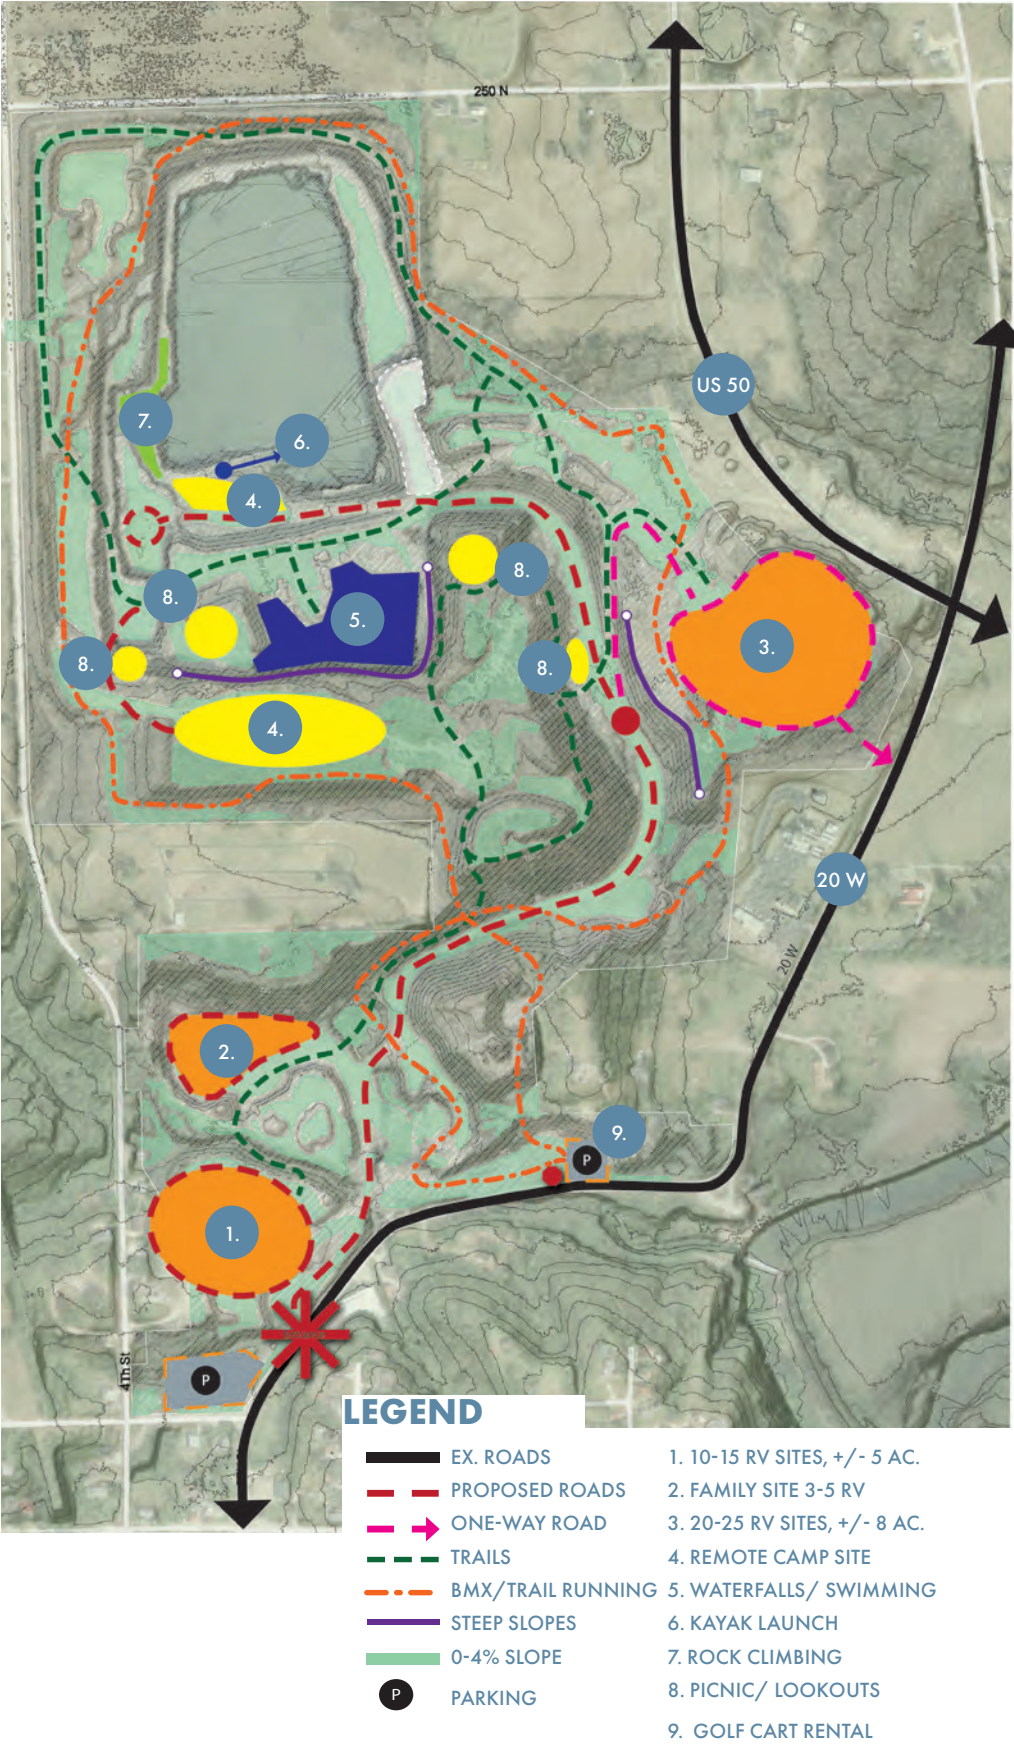 250 N
US 50
7.
6.
4.
8.
8.
5.
3.
8.
8.
4.
20 W
20 W
2.
9.
P
1.
4Th St
P
LEGEND
EX. ROADS
PROPOSED ROADS
ONE-WAY ROAD
TRAILS
BMX/TRAIL RUNNING
STEEP SLOPES
0-4% SLOPE
P PARKING
1. 10-15 RV SITES, +/- 5 AC.
2. FAMILY SITE 3-5 RV
3. 20-25 RV SITES, +/- 8 AC.
4. REMOTE CAMP SITE
5. WATERFALLS/ SWIMMING
6. KAYAK LAUNCH
7. ROCK CLIMBING
8. PICNIC/ LOOKOUTS
9. GOLF CART RENTAL